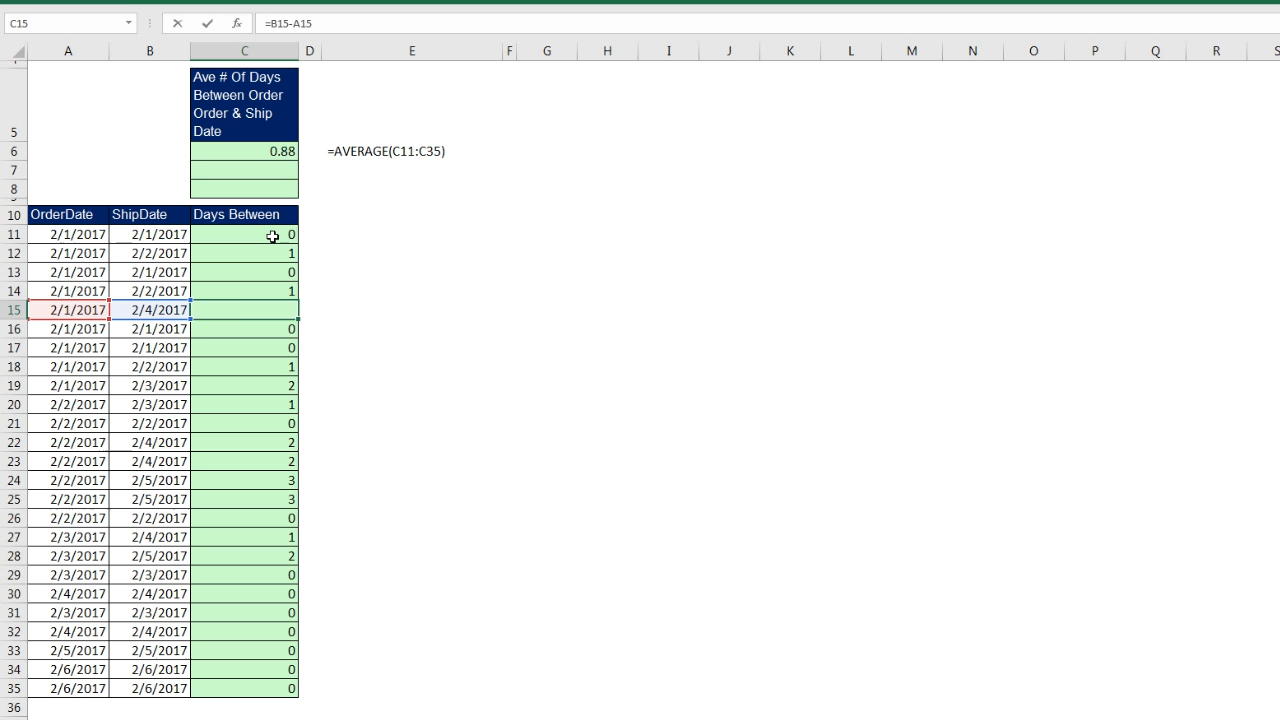 C15 fx =B15-A15
A B C D E F G H I J K L M N O P Q R S
Ave # Of Days
Between Order
Order & Ship
5 Date
6 0.88 =AVERAGE(C11:C35)
7
8
10 OrderDate ShipDate Days Between
11 2/1/2017 2/1/2017 0
12 2/1/2017 2/2/2017 1
13 2/1/2017 2/1/2017 0
14 2/1/2017 2/2/2017 1
15 2/1/2017 2/4/2017
16 2/1/2017 2/1/2017 0
17 2/1/2017 2/1/2017 0
18 2/1/2017 2/2/2017 1
19 2/1/2017 2/3/2017 2
20 2/2/2017 2/3/2017 1
21 2/2/2017 2/2/2017 0
22 2/2/2017 2/4/2017 2
23 2/2/2017 2/4/2017 2
24 2/2/2017 2/5/2017 3
25 2/2/2017 2/5/2017 3
26 2/2/2017 2/2/2017 0
27 2/3/2017 2/4/2017 1
28 2/3/2017 2/5/2017 2
29 2/3/2017 2/3/2017 0
30 2/4/2017 2/4/2017 0
31 2/3/2017 2/3/2017 0
32 2/4/2017 2/4/2017 0
33 2/5/2017 2/5/2017 0
34 2/6/2017 2/6/2017 0
35 2/6/2017 2/6/2017 0
36